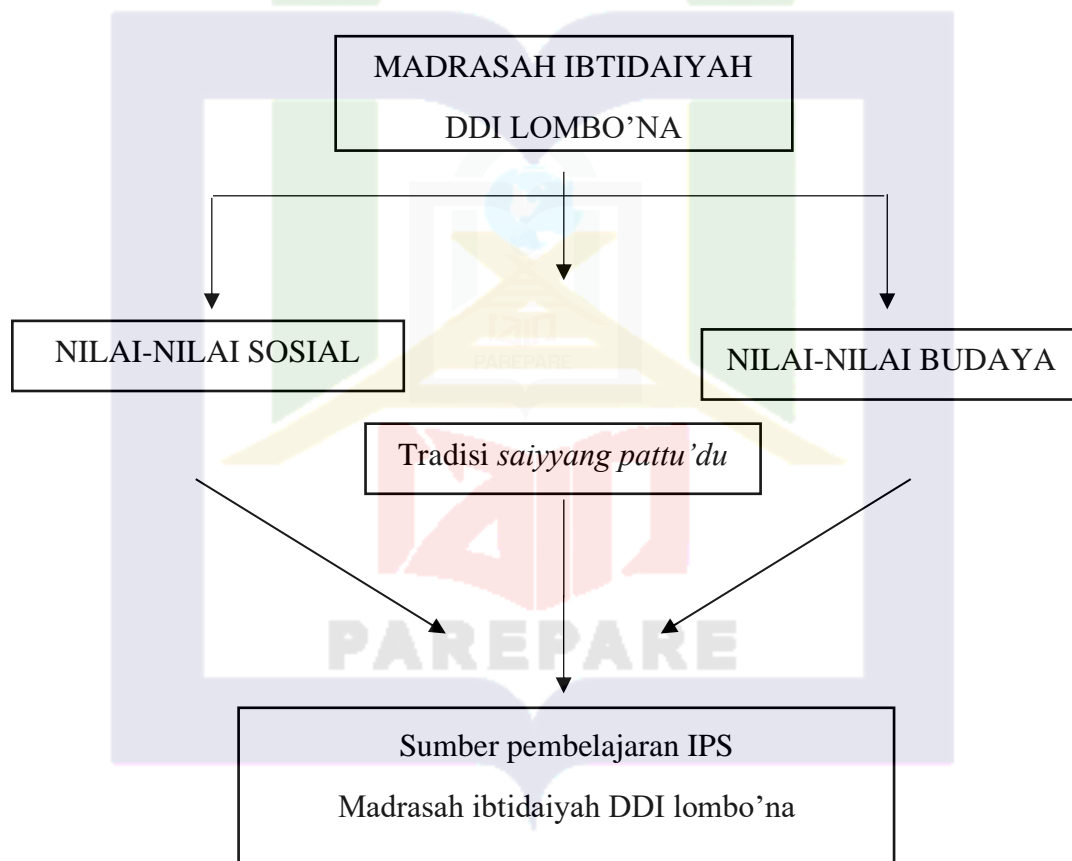 MADRASAH IBTIDAIYAH
DDI LOMBO’NA
NILAI-NILAI SOSIAL
NILAI-NILAI BUDAYA
PAREPARE
Tradisi saiyyang pattu’du
PAREPARE
Sumber pembelajaran IPS
Madrasah ibtidaiyah DDI lombo’na